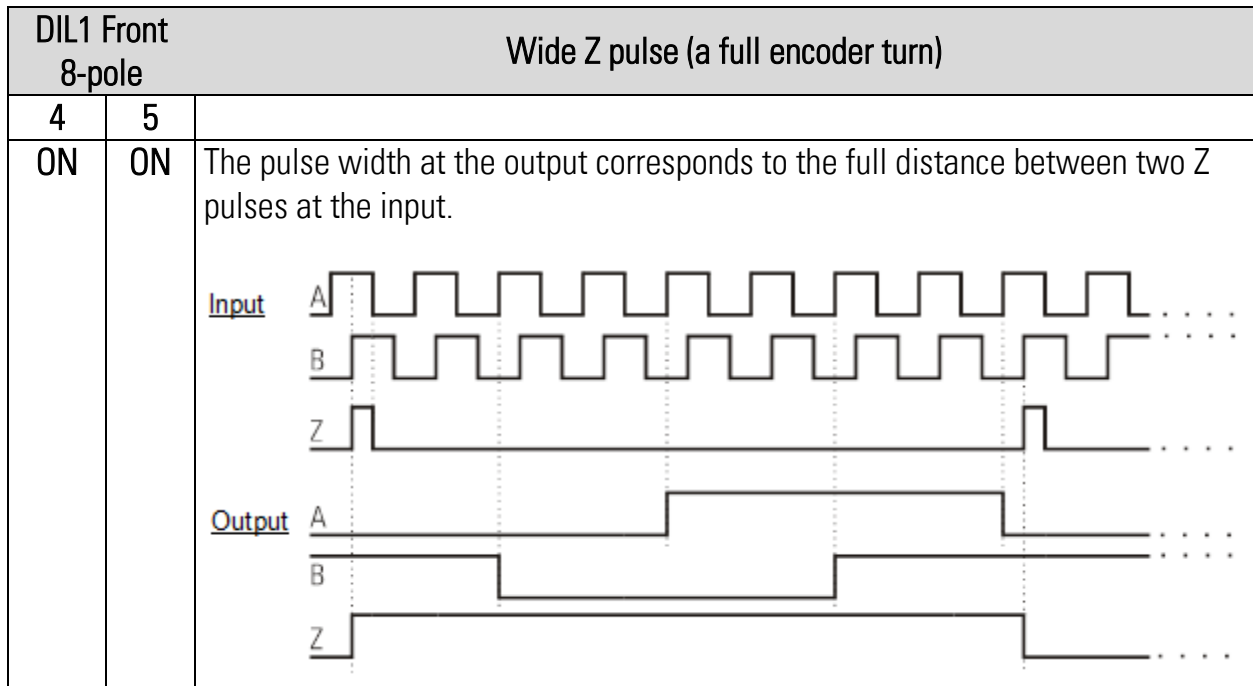 DIL1 Front
8-pole
Wide Z pulse (a full encoder turn)
4 5
ON ON The pulse width at the output corresponds to the full distance between two Z
pulses at the input.
Input A
B
Z
Output A
B
Z